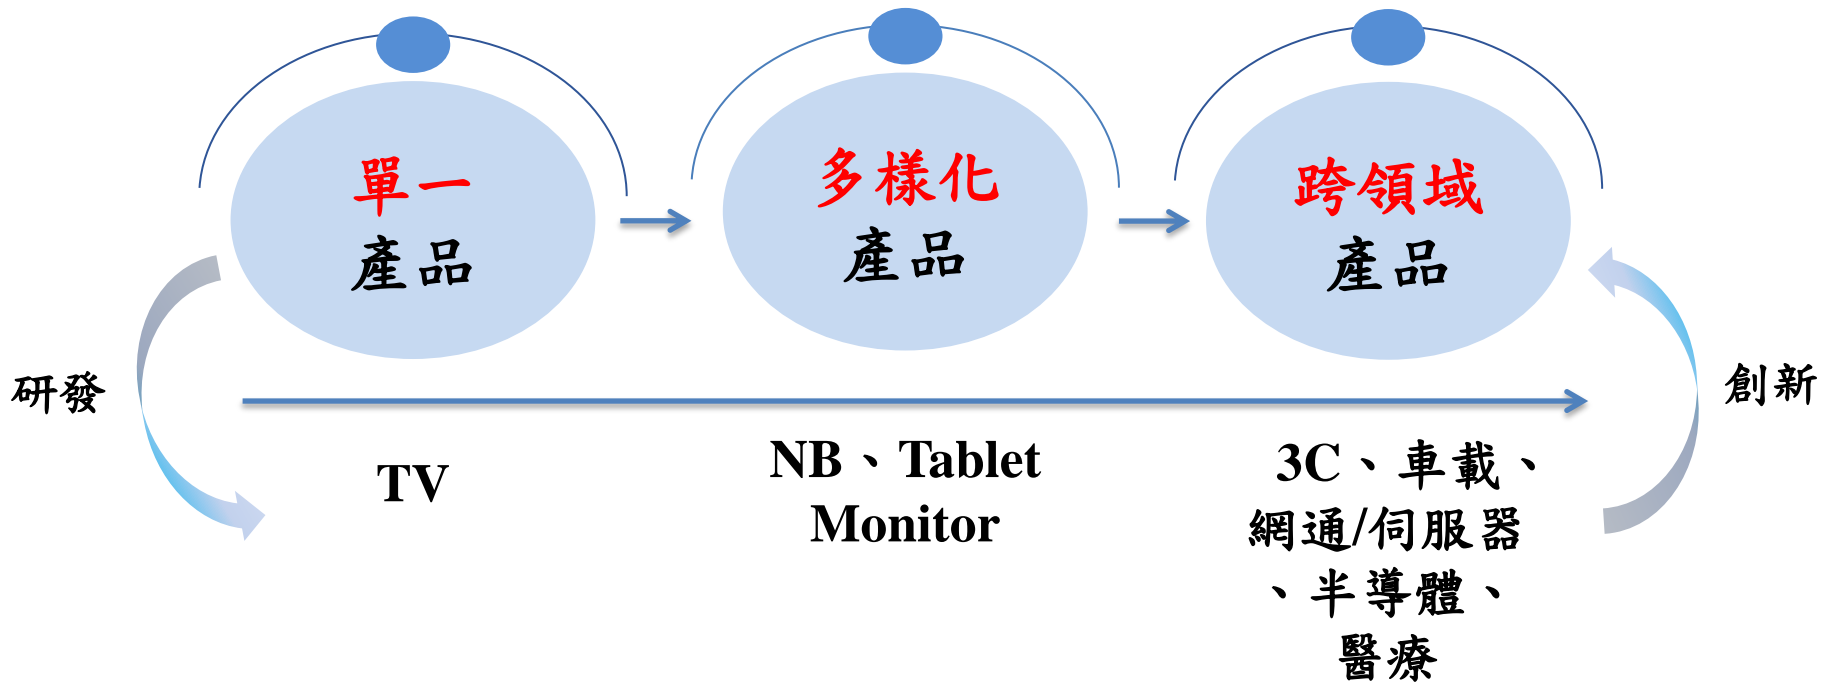 單一
產品
多樣化
產品
跨領域
產品
研發
創新
TV
NB、Tablet
Monitor
3C、車載、
網通/伺服器
、半導體、
醫療